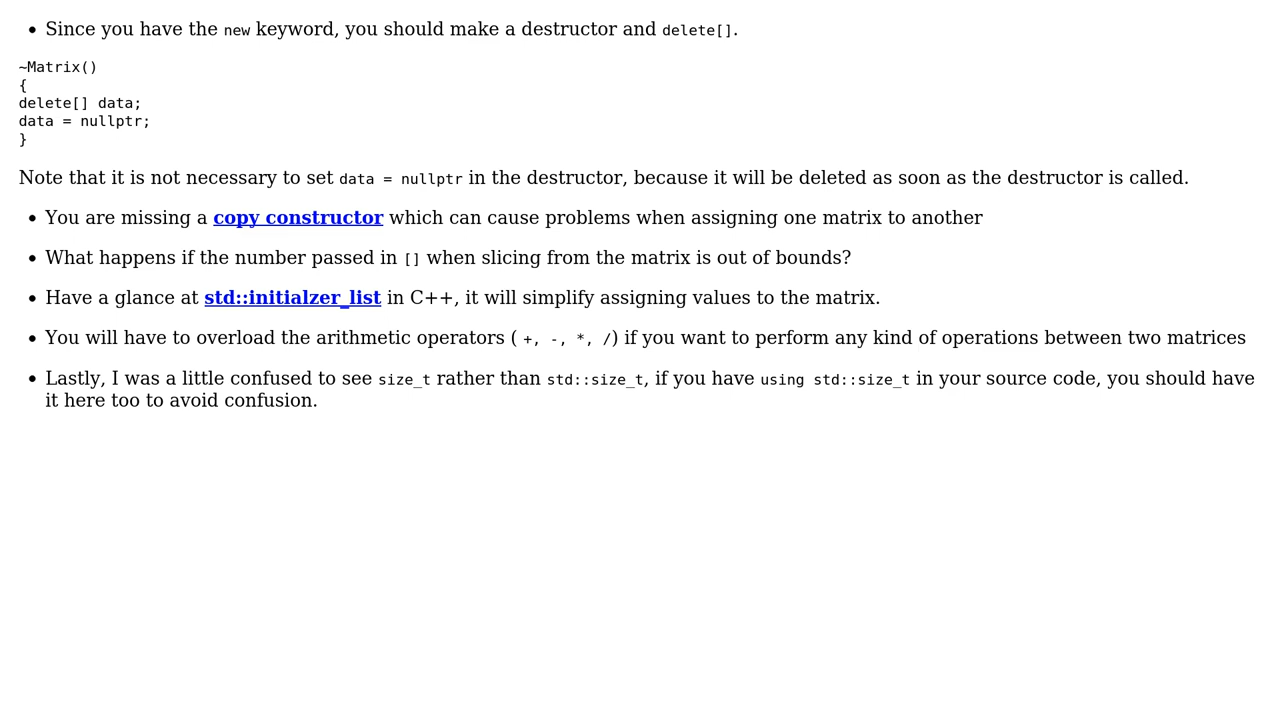 • Since you have the new keyword, you should make a destructor and delete[].
~Matrix()
{
delete[] data;
data = nullptr;
}
Note that it is not necessary to set data = nullptr in the destructor, because it will be deleted as soon as the destructor is called.
• You are missing a copy constructor which can cause problems when assigning one matrix to another
• What happens if the number passed in [] when slicing from the matrix is out of bounds?
• Have a glance at std::initialzer_list in C++, it will simplify assigning values to the matrix.
• You will have to overload the arithmetic operators ( +, -, *, /) if you want to perform any kind of operations between two matrices
• Lastly, I was a little confused to see size_t rather than std::size_t, if you have using std::size_t in your source code, you should have
it here too to avoid confusion.